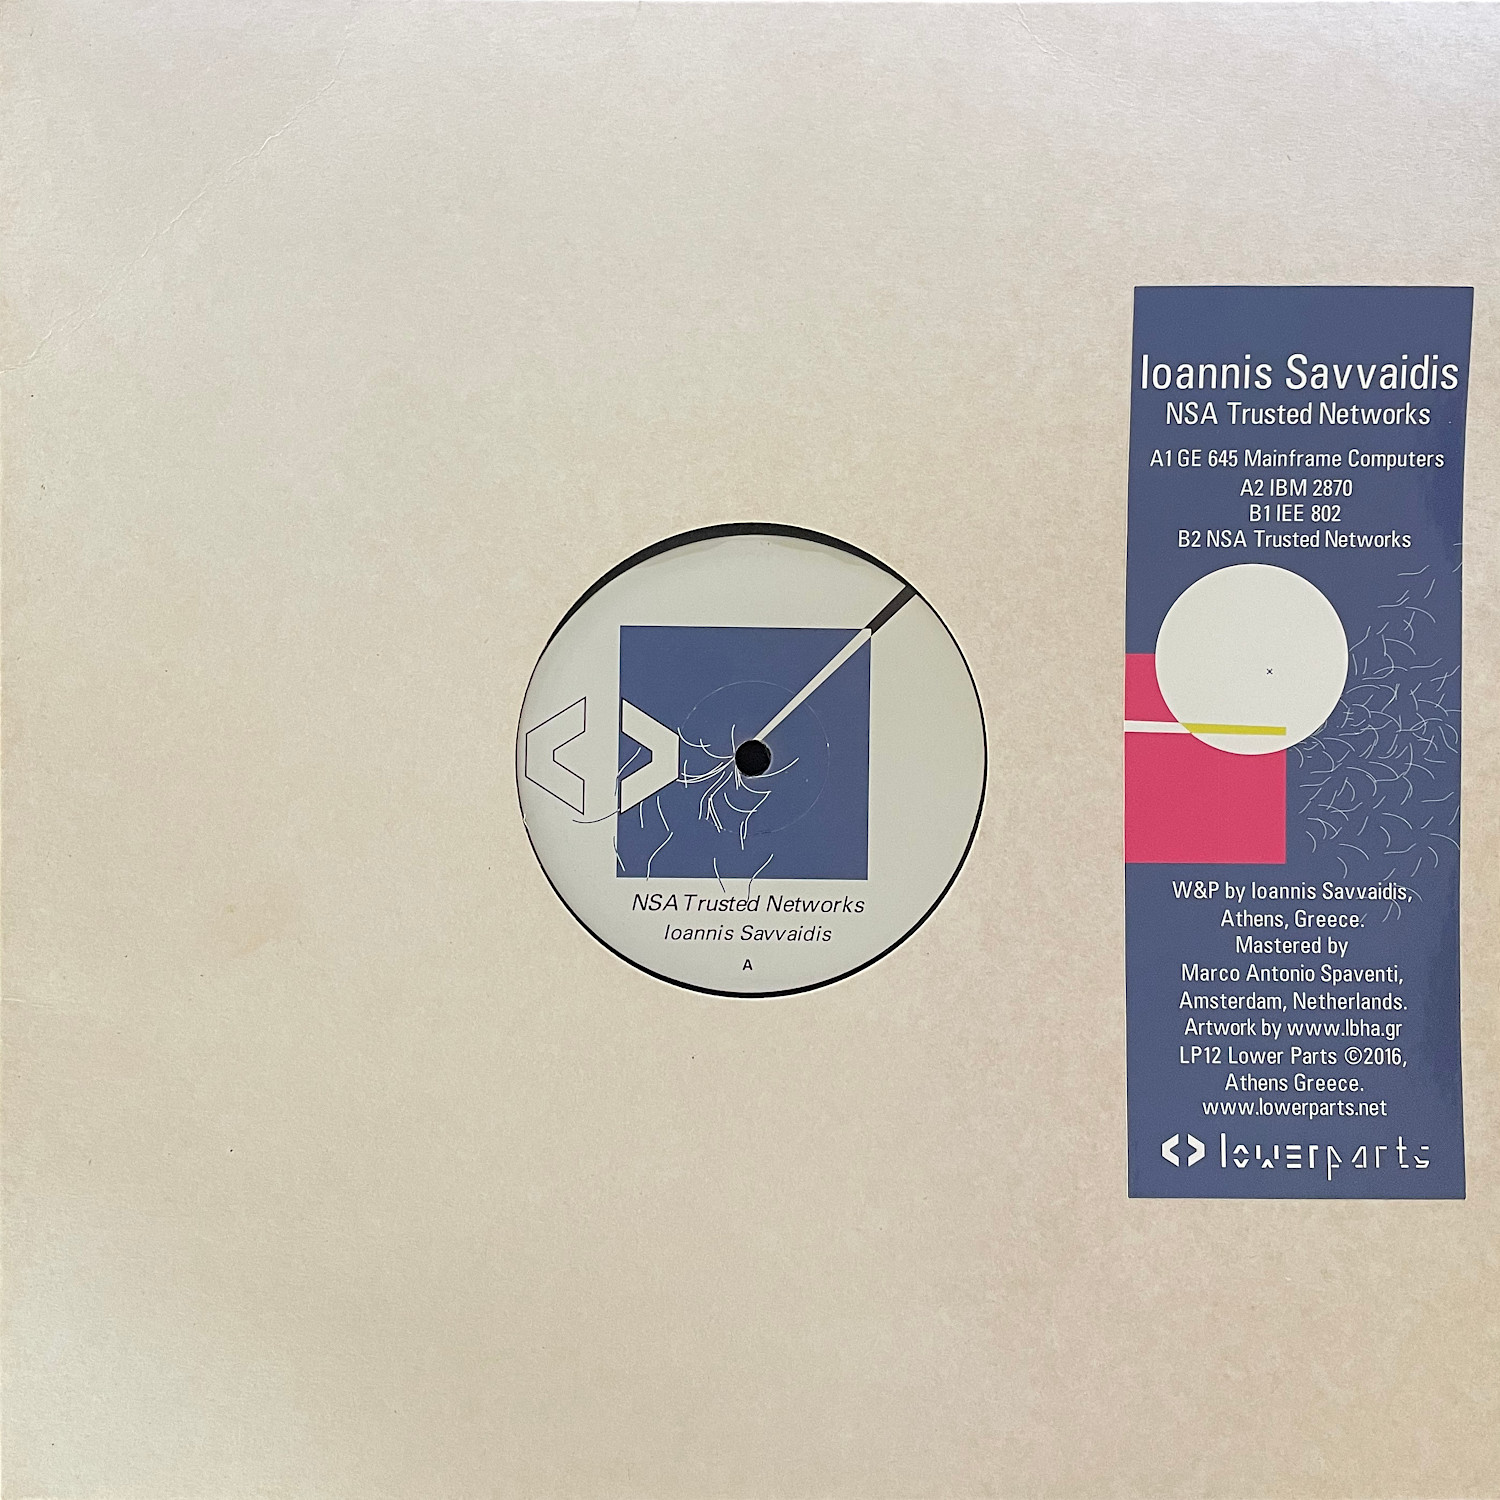 Ioannis Savvaidis
NSA Trusted Networks
A1 GE 645 Mainframe Computers
A2 IBM 2870
B1 IEE 802
B2 NSA Trusted Networks
W&P by Ioannis Savvaidis,
Athens, Greece.
Mastered by
Marco Antonio Spaventi,
Amsterdam, Netherlands.
Artwork by www.lbha.gr
LP12 Lower Parts ©2016,
Athens Greece.
www.lowerparts.net
lowerparts
NSA Trusted Networks
Ioannis Savvaidis
A